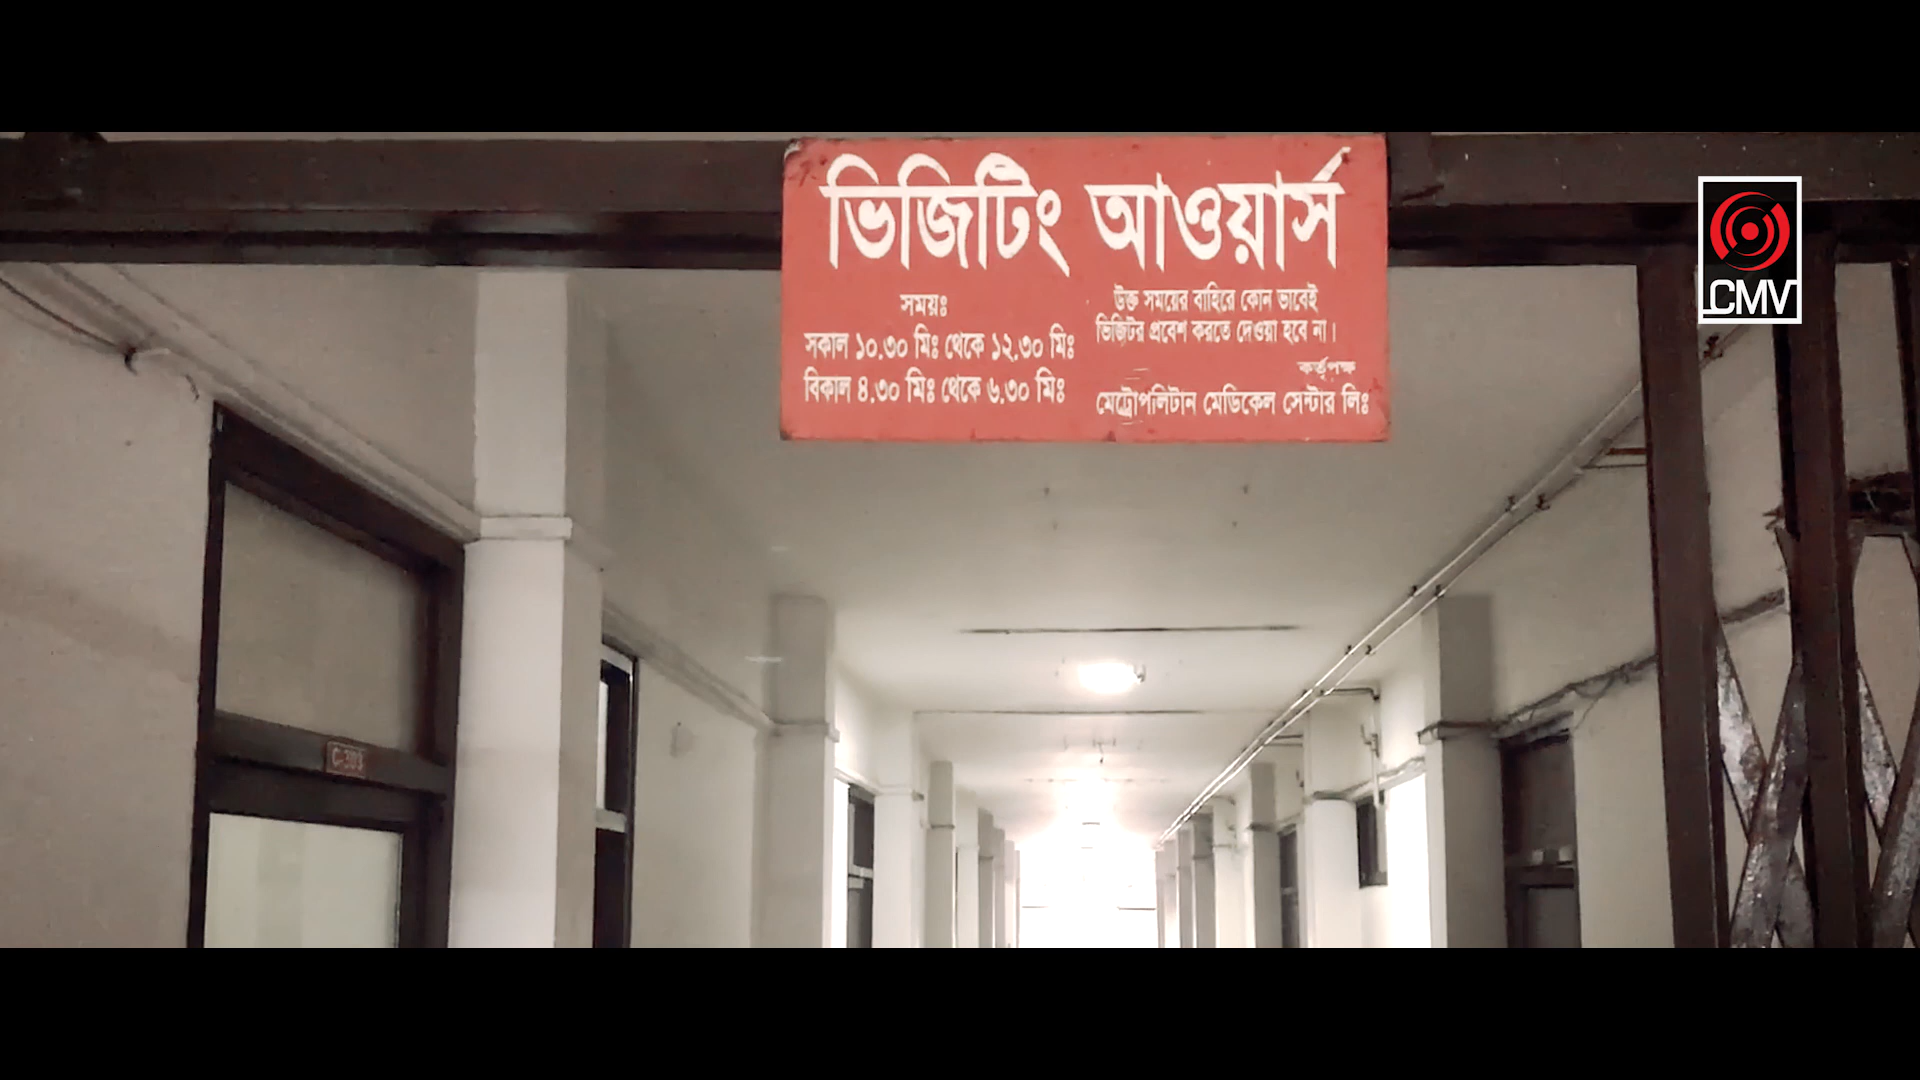 ভিজিটিং আওয়ার্স
সময়ঃ
সকাল ১০.৩০ মিঃ থেকে ১২.৩০ মিঃ
বিকাল ৪.৩০ মিঃ থেকে ৬.৩০ মিঃ
উক্ত সময়ের বাহিরে কোন ভাবেই
ভিজিটর প্রবেশ করতে দেওয়া হবে না।
কর্তৃপক্ষ
মেট্রোপলিটান মেডিকেল সেন্টার লিঃ
CMV
C-303